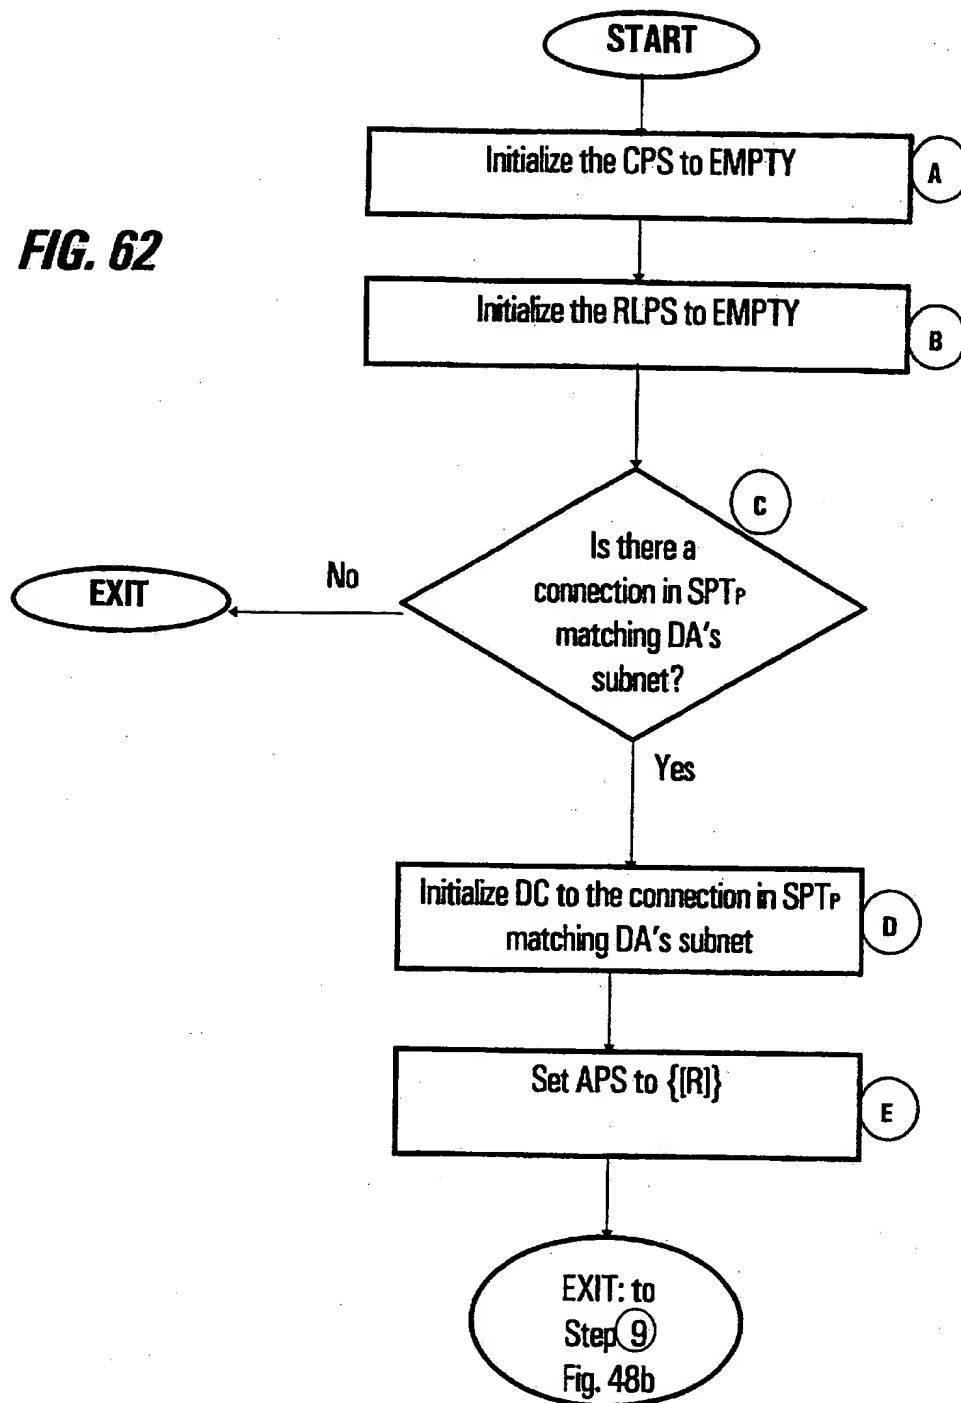 START
Initialize the CPS to EMPTY
A
FIG. 62
Initialize the RLPS to EMPTY
B
C
Is there a
connection in SPTP
matching DA's
subnet?
No
EXIT
Yes
Initialize DC to the connection in SPTP
matching DA's subnet
D
Set APS to {[R]}
E
EXIT: to
Step 9
Fig. 48b